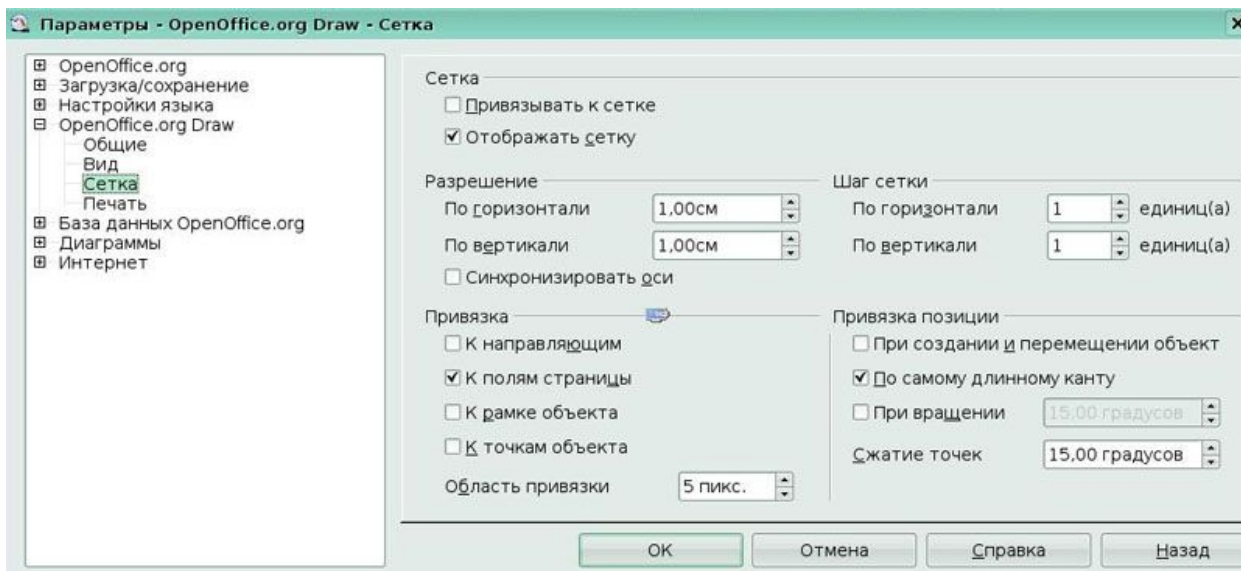 Параметры - OpenOffice.org Draw - Сетка
OpenOffice.org
Загрузка/сохранение
Настройки языка
OpenOffice.org Draw
Общие
Вид
Сетка
Печать
База данных OpenOffice.org
Диаграммы
Интернет
Сетка
Привязывать к сетке
Отображать сетку
Разрешение
По горизонтали 1,00см
По вертикали 1,00см
Синхронизировать оси
Шаг сетки
По горизонтали 1 единиц(а)
По вертикали 1 единиц(а)
Привязка
К направляющим
К полям страницы
К рамке объекта
К точкам объекта
Область привязки 5 пикс.
Привязка позиции
При создании и перемещении объект
По самому длинному канту
При вращении 15,00 градусов
Сжатие точек 15,00 градусов
ОК Отмена Справка Назад